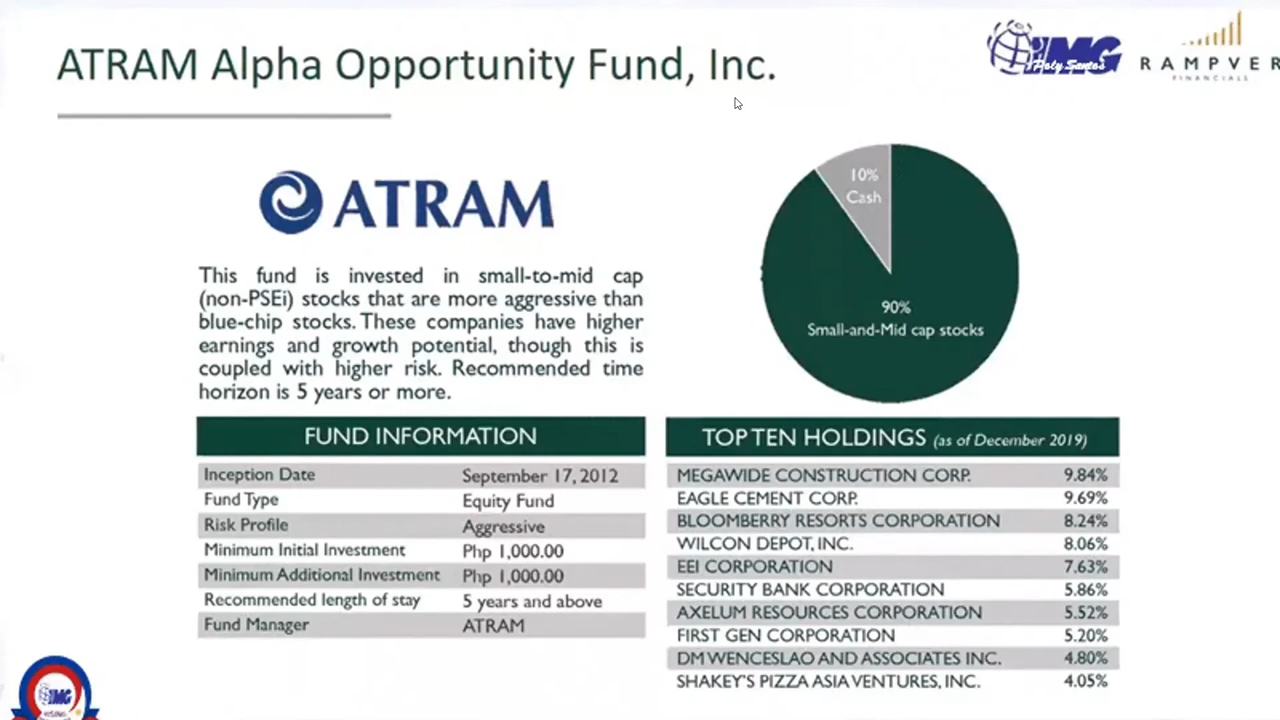 ATRAM Alpha Opportunity Fund, Inc.
IMG
Poly Santos
RAMPVER
FINANCIALS
ATRAM
This fund is invested in small-to-mid cap
(non-PSEi) stocks that are more aggressive than
blue-chip stocks. These companies have higher
earnings and growth potential, though this is
coupled with higher risk. Recommended time
horizon is 5 years or more.
10%
Cash
90%
Small-and-Mid cap stocks
FUND INFORMATION
Inception Date September 17, 2012
Fund Type Equity Fund
Risk Profile Aggressive
Minimum Initial Investment Php 1,000.00
Minimum Additional Investment Php 1,000.00
Recommended length of stay 5 years and above
Fund Manager ATRAM
TOP TEN HOLDINGS (as of December 2019)
MEGAWIDE CONSTRUCTION CORP. 9.84%
EAGLE CEMENT CORP. 9.69%
BLOOMBERRY RESORTS CORPORATION 8.24%
WILCON DEPOT, INC. 8.06%
EEI CORPORATION 7.63%
SECURITY BANK CORPORATION 5.86%
AXELUM RESOURCES CORPORATION 5.52%
FIRST GEN CORPORATION 5.20%
DM WENCESLAO AND ASSOCIATES INC. 4.80%
SHAKEY'S PIZZA ASIA VENTURES, INC. 4.05%
IMG